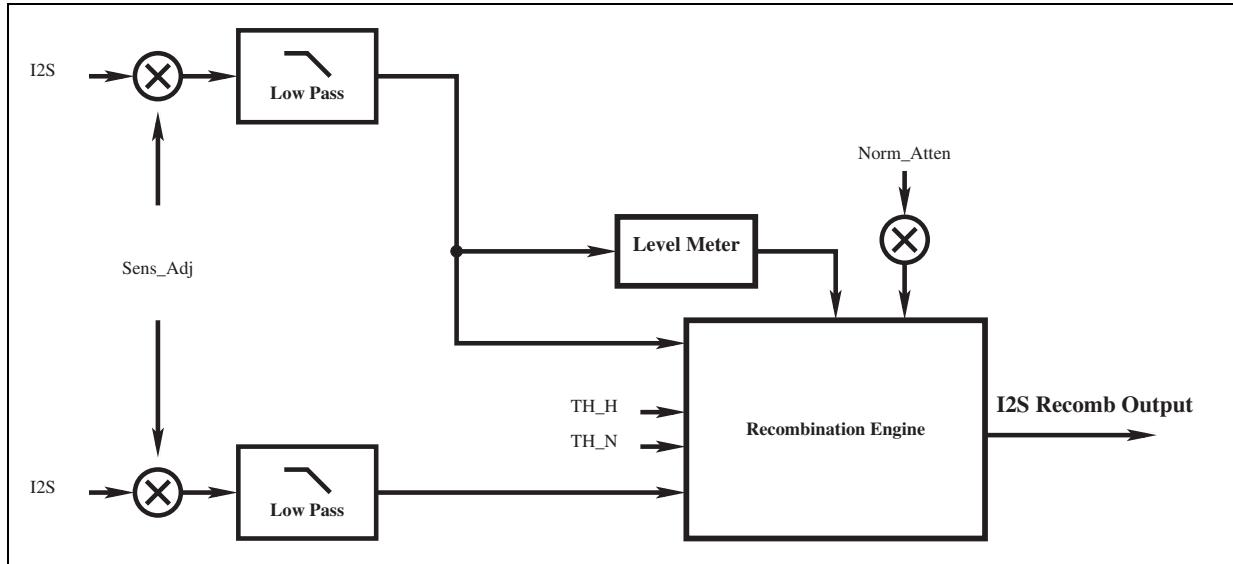 I2S
Low Pass
Norm_Atten
Level Meter
Sens_Adj
TH_H
TH_N
Recombination Engine
I2S Recomb Output
I2S
Low Pass